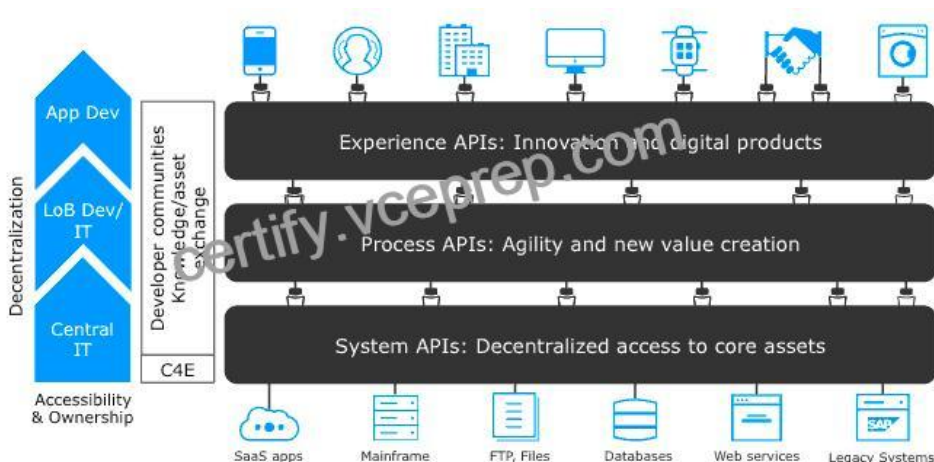 Decentralization
App Dev
LoB Dev/
IT
Central
IT
Accessibility
& Ownership
Developer communities
Knowledge/asset
exchange
C4E
Experience APIs: Innovation and digital products
Process APIs: Agility and new value creation
System APIs: Decentralized access to core assets
certify.vceprep.com
SaaS apps
Mainframe
FTP, Files
Databases
Web services
SAP
Legacy Systems